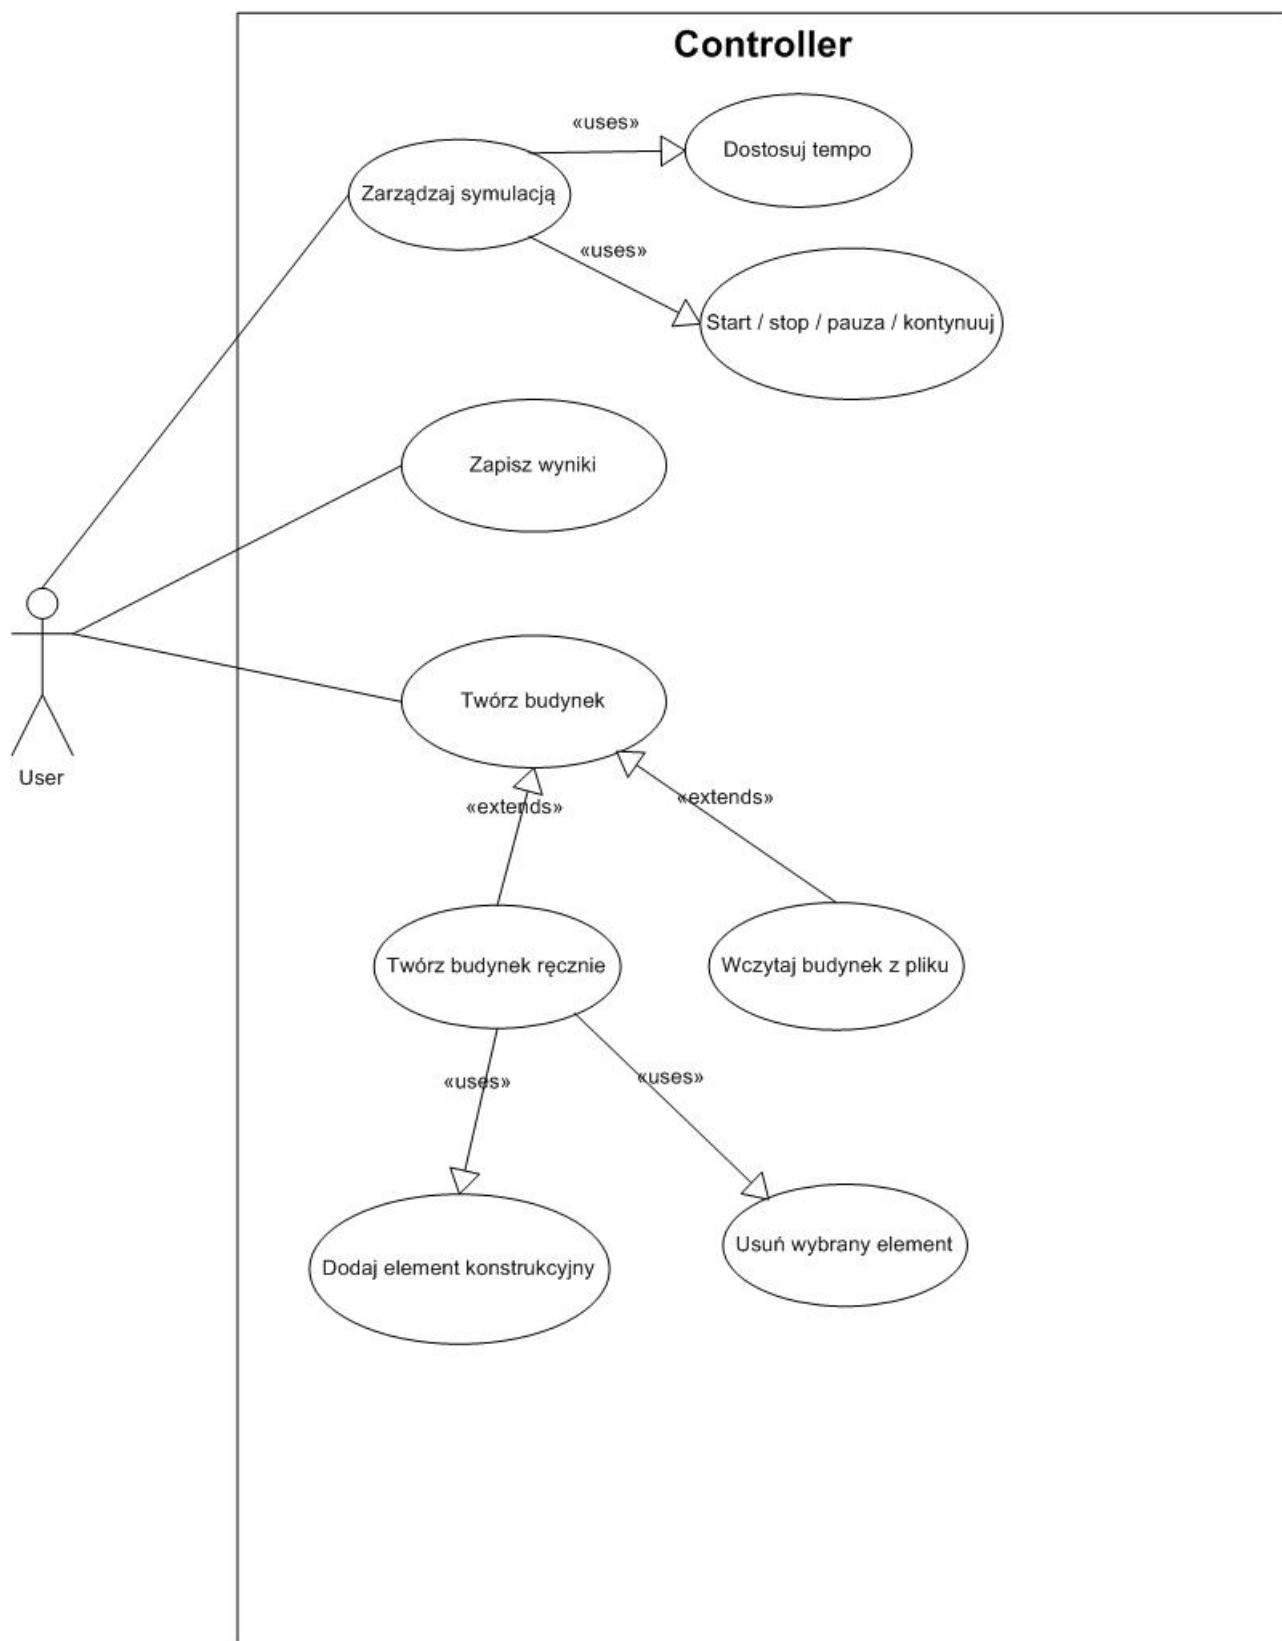 Controller
«uses»
Dostosuj tempo
Zarządzaj symulacją
«uses»
Start / stop / pauza / kontynuuj
Zapisz wyniki
Twórz budynek
User
«extends»
«extends»
Twórz budynek ręcznie
Wczytaj budynek z pliku
«uses»
«uses»
Usuń wybrany element
Dodaj element konstrukcyjny